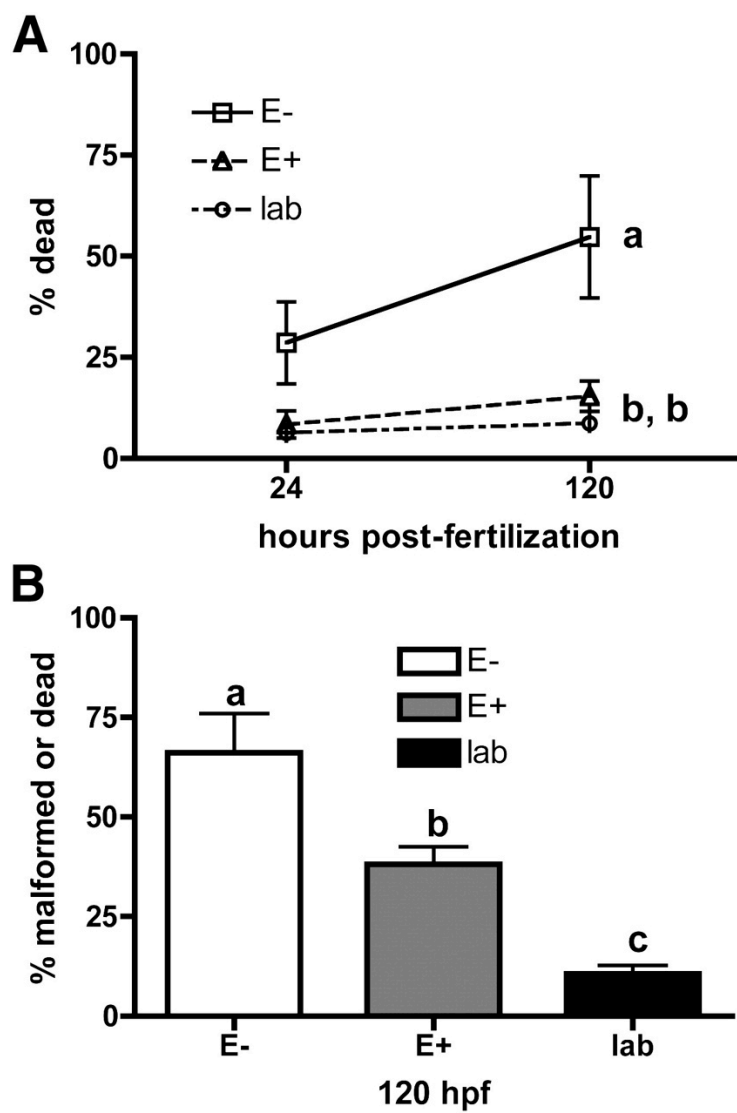 A
100
75
50
25
0
% dead
E-
E+
lab
a
b, b
24
120
hours post-fertilization
B
100
75
50
25
0
% malformed or dead
E-
E+
lab
a
b
c
E-
E+
lab
120 hpf